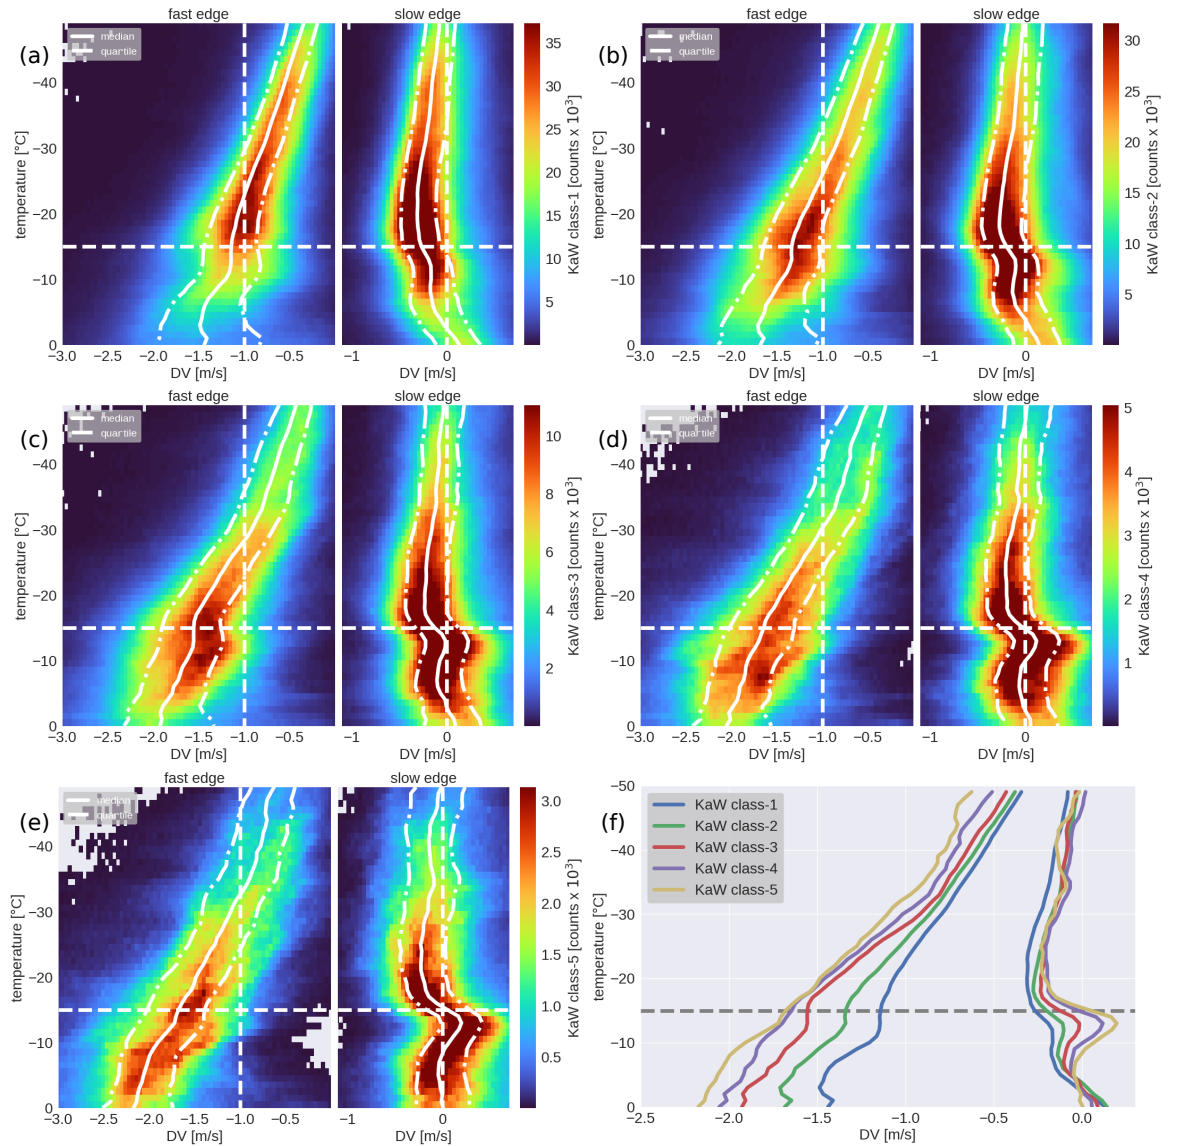 fast edge slow edge fast edge slow edge
(a) median quartile (b) median quartile
−40 −30 −20 −10 0
temperature [°C]
−3.0 −2.5 −2.0 −1.5 −1.0 −0.5 −1 0
DV [m/s] DV [m/s]
35 30 25 20 15 10 5
KaW class-1 [counts x 10³]
−40 −30 −20 −10 0
temperature [°C]
−3.0 −2.5 −2.0 −1.5 −1.0 −0.5 −1 0
DV [m/s] DV [m/s]
30 25 20 15 10 5
KaW class-2 [counts x 10³]
fast edge slow edge fast edge slow edge
(c) median quartile (d) median quartile
−40 −30 −20 −10 0
temperature [°C]
−3.0 −2.5 −2.0 −1.5 −1.0 −0.5 −1 0
DV [m/s] DV [m/s]
10 8 6 4 2
KaW class-3 [counts x 10³]
−40 −30 −20 −10 0
temperature [°C]
−3.0 −2.5 −2.0 −1.5 −1.0 −0.5 −1 0
DV [m/s] DV [m/s]
5 4 3 2 1
KaW class-4 [counts x 10³]
fast edge slow edge
(e) median quartile
−40 −30 −20 −10 0
temperature [°C]
−3.0 −2.5 −2.0 −1.5 −1.0 −0.5 −1 0
DV [m/s] DV [m/s]
3.0 2.5 2.0 1.5 1.0 0.5
KaW class-5 [counts x 10³]
(f)
KaW class-1
KaW class-2
KaW class-3
KaW class-4
KaW class-5
−50 −40 −30 −20 −10 0
temperature [°C]
−2.5 −2.0 −1.5 −1.0 −0.5 0.0
DV [m/s]